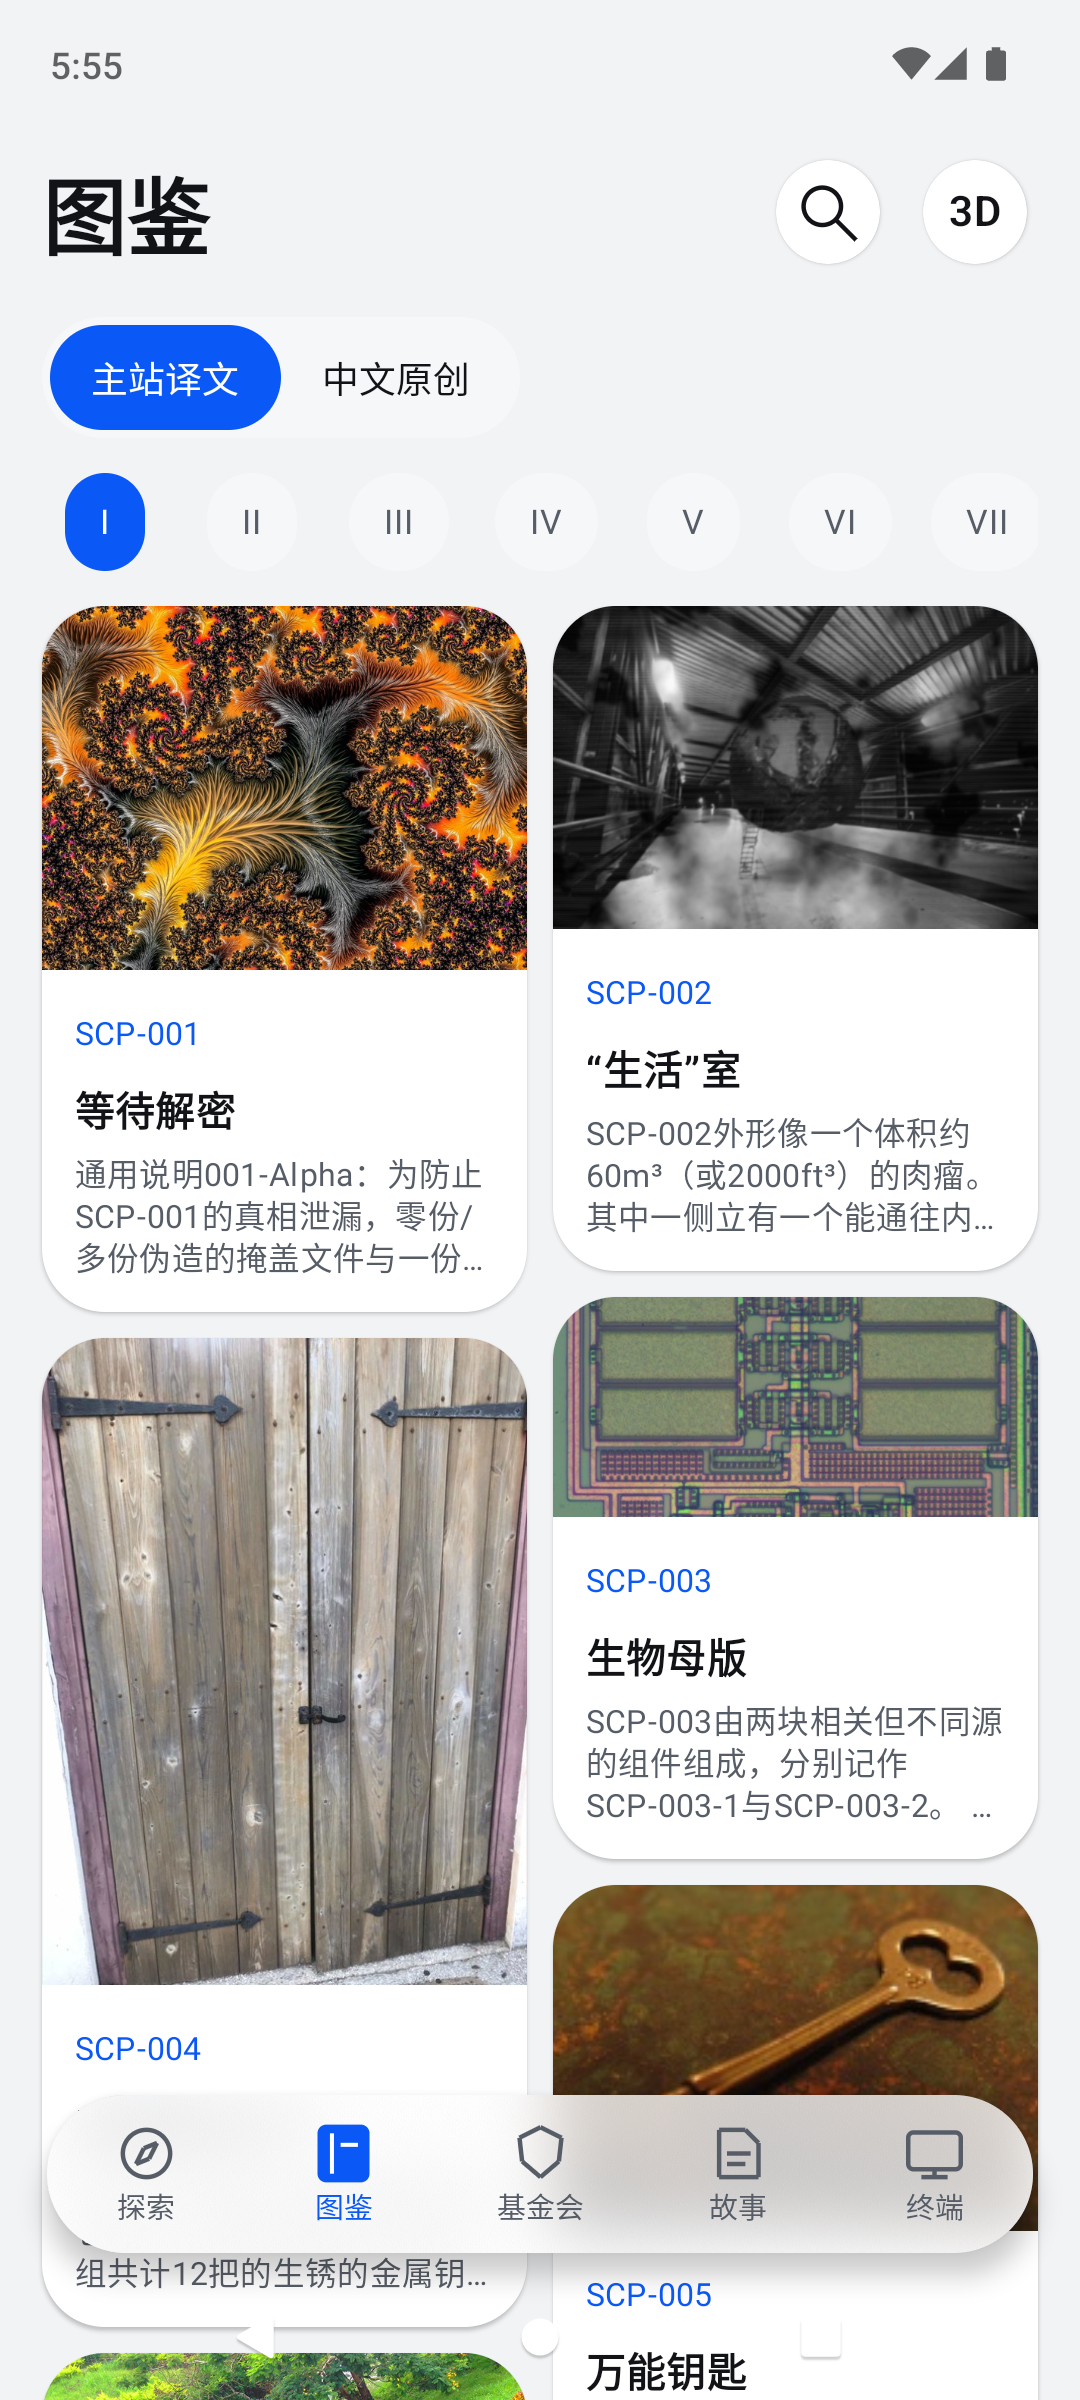 5:55
图鉴
3D
主站译文
中文原创
I
II
III
IV
V
VI
VII
SCP-001
等待解密
通用说明001-Alpha：为防止
SCP-001的真相泄漏，零份/
多份伪造的掩盖文件与一份…
SCP-002
“生活”室
SCP-002外形像一个体积约
60m³（或2000ft³）的肉瘤。
其中一侧立有一个能通往内…
SCP-003
生物母版
SCP-003由两块相关但不同源
的组件组成，分别记作
SCP-003-1与SCP-003-2。 …
SCP-004
组共计12把的生锈的金属钥…
SCP-005
万能钥匙
探索
图鉴
基金会
故事
终端